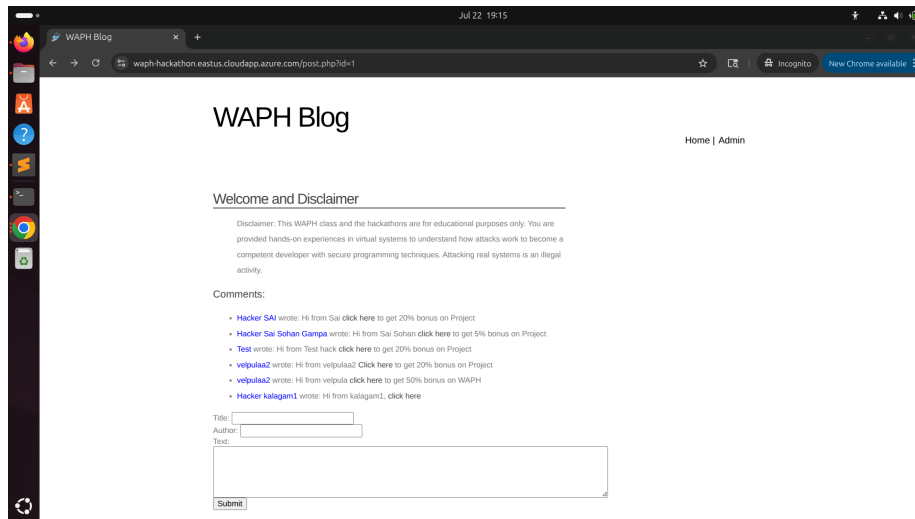 Jul 22 19:15
WAPH Blog
waph-hackathon.eastus.cloudapp.azure.com/post.php?id=1
Incognito
New Chrome available
WAPH Blog
Home | Admin
Welcome and Disclaimer
Disclaimer: This WAPH class and the hackathons are for educational purposes only. You are
provided hands-on experiences in virtual systems to understand how attacks work to become a
competent developer with secure programming techniques. Attacking real systems is an illegal
activity.
Comments:
Hacker SAI wrote: Hi from Sai click here to get 20% bonus on Project
Hacker Sai Sohan Gampa wrote: Hi from Sai Sohan click here to get 5% bonus on Project
Test wrote: Hi from Test hack click here to get 20% bonus on Project
velpulaa2 wrote: Hi from velpulaa2 Click here to get 20% bonus on Project
velpulaa2 wrote: Hi from velpula click here to get 50% bonus on WAPH
Hacker kalagam1 wrote: Hi from kalagam1, click here
Title:
Author:
Text:
Submit